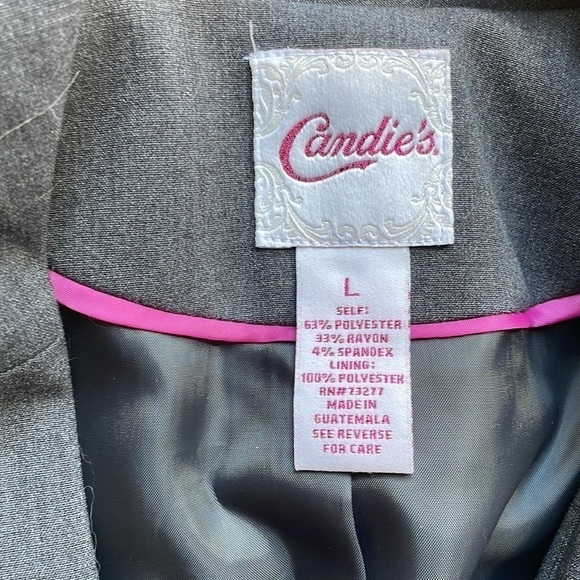 Candie's
L
SELF:
63% POLYESTER
33% RAYON
4% SPANDEX
LINING:
100% POLYESTER
RN#73277
MADE IN
GUATEMALA
SEE REVERSE
FOR CARE